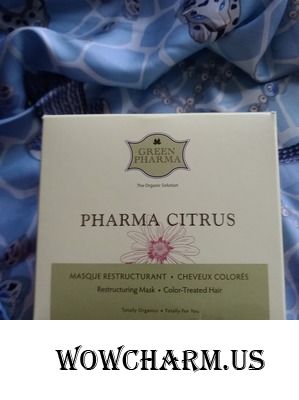 GREEN
PHARMA
The Organic Solution
PHARMA CITRUS
MASQUE RESTRUCTURANT • CHEVEUX COLORÉS
Restructuring Mask • Color-Treated Hair
Totally Organics • Totally For You
WOWCHARM.US